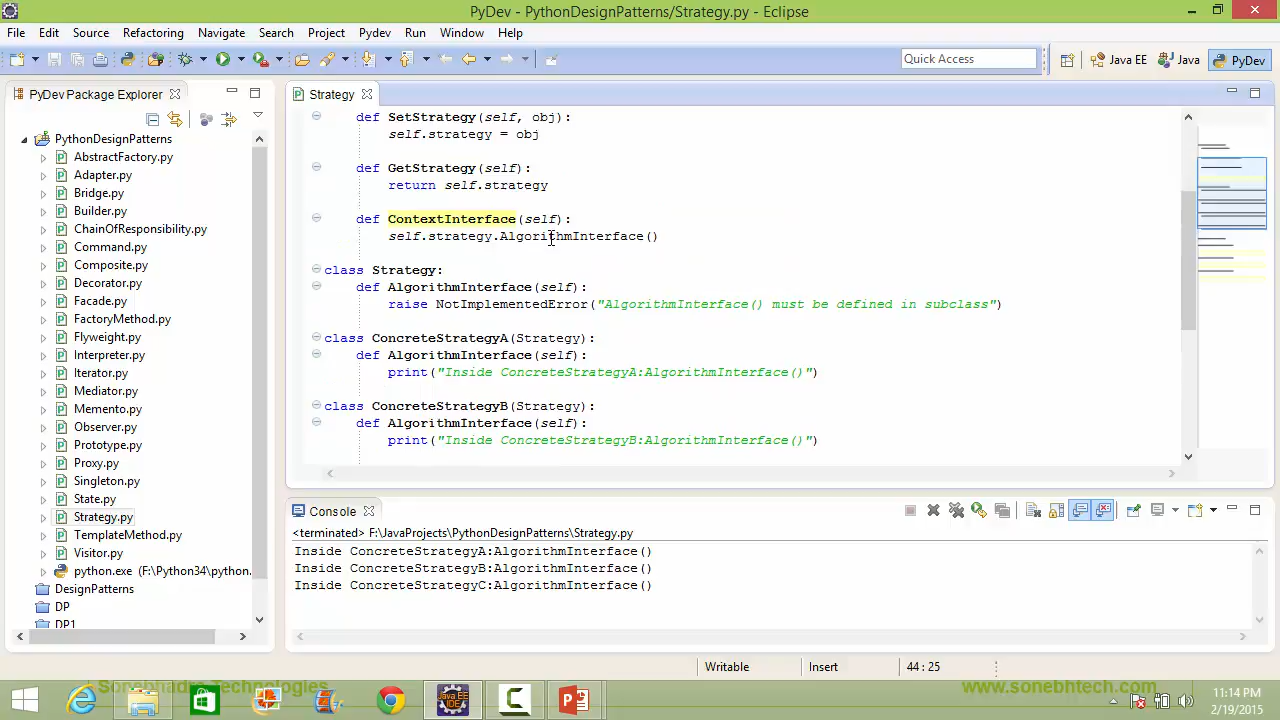 PyDev - PythonDesignPatterns/Strategy.py - Eclipse
File Edit Source Refactoring Navigate Search Project Pydev Run Window Help
Quick Access
Java EE
Java
PyDev
PyDev Package Explorer
PythonDesignPatterns
AbstractFactory.py
Adapter.py
Bridge.py
Builder.py
ChainOfResponsibility.py
Command.py
Composite.py
Decorator.py
Facade.py
FactoryMethod.py
Flyweight.py
Interpreter.py
Iterator.py
Mediator.py
Memento.py
Observer.py
Prototype.py
Proxy.py
Singleton.py
State.py
Strategy.py
TemplateMethod.py
Visitor.py
python.exe (F:\Python34\python.
DesignPatterns
DP
DP1
Strategy
def SetStrategy(self, obj):
self.strategy = obj
def GetStrategy(self):
return self.strategy
def ContextInterface(self):
self.strategy.AlgorithmInterface()
class Strategy:
def AlgorithmInterface(self):
raise NotImplementedError("AlgorithmInterface() must be defined in subclass")
class ConcreteStrategyA(Strategy):
def AlgorithmInterface(self):
print("Inside ConcreteStrategyA:AlgorithmInterface()")
class ConcreteStrategyB(Strategy):
def AlgorithmInterface(self):
print("Inside ConcreteStrategyB:AlgorithmInterface()")
Console
<terminated> F:\JavaProjects\PythonDesignPatterns\Strategy.py
Inside ConcreteStrategyA:AlgorithmInterface()
Inside ConcreteStrategyB:AlgorithmInterface()
Inside ConcreteStrategyC:AlgorithmInterface()
Writable
Insert
44 : 25
Sonebhadra Technologies
www.sonebhtech.com
11:14 PM
2/19/2015